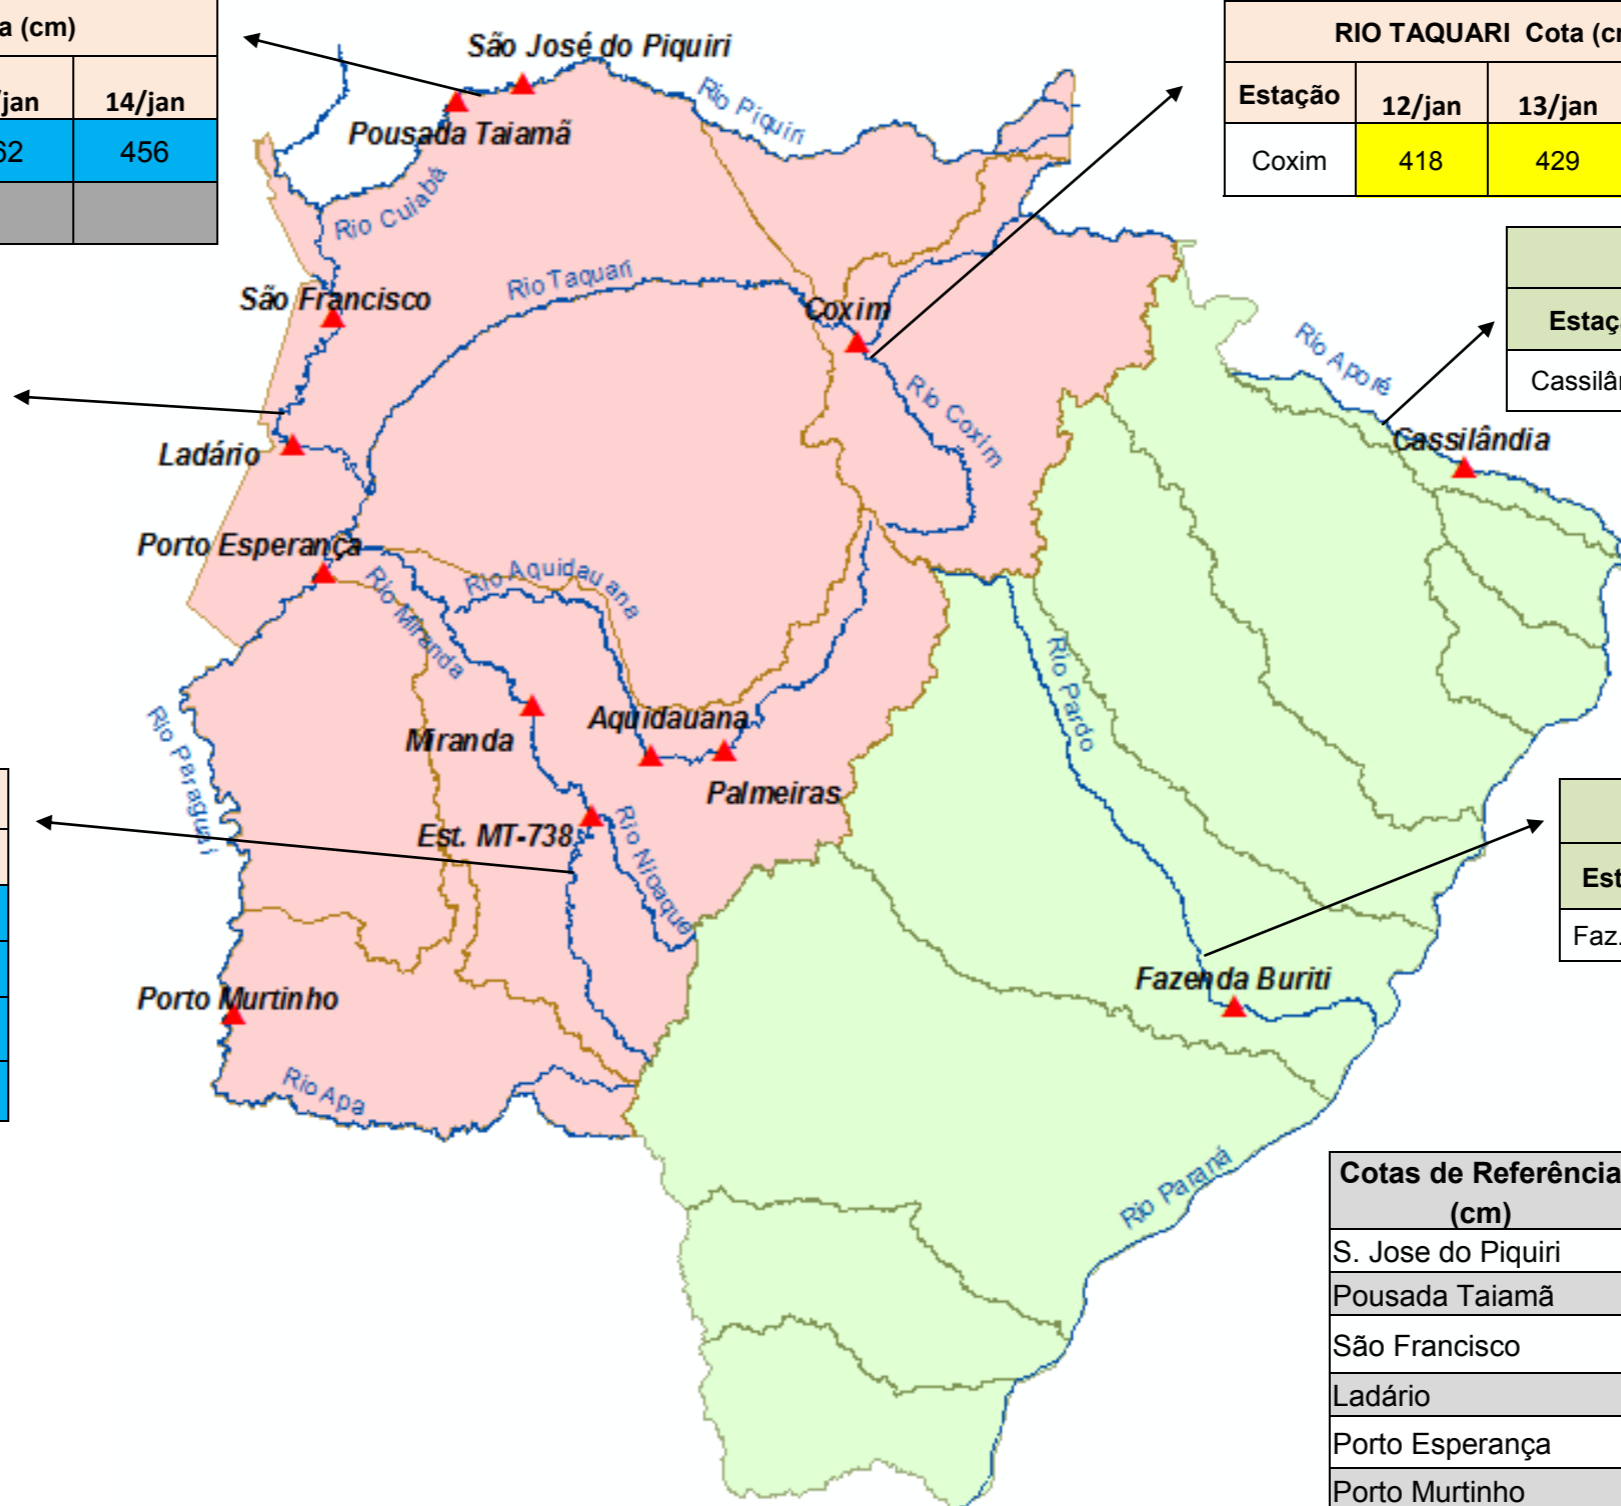 a (cm)
/jan 14/jan
62 456
RIO TAQUARI Cota (cm
Estação 12/jan 13/jan
Coxim 418 429
Estaç
Cassilân
Est
Faz.
São José do Piquiri
Pousada Taiamã
Rio Piquiri
Rio Cuiabá
São Francisco
Rio Taquari
Coxim
Rio Coxim
Rio Aporé
Cassilândia
Ladário
Porto Esperança
Rio Miranda
Rio Aquidauana
Rio Pardo
Rio Paraguai
Miranda
Aquidauana
Palmeiras
Est. MT-738
Rio Nioaque
Porto Murtinho
Fazenda Buriti
Rio Apa
Rio Paraná
Cotas de Referência
(cm)
S. Jose do Piquiri
Pousada Taiamã
São Francisco
Ladário
Porto Esperança
Porto Murtinho